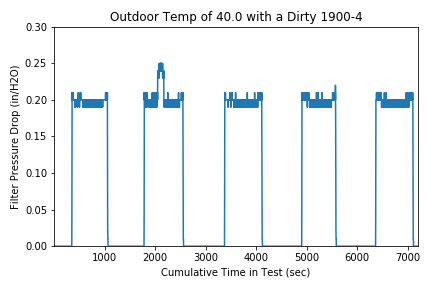 Outdoor Temp of 40.0 with a Dirty 1900-4
0.30
0.25
0.20
0.15
0.10
0.05
0.00
Filter Pressure Drop (in/H2O)
1000 2000 3000 4000 5000 6000 7000
Cumulative Time in Test (sec)